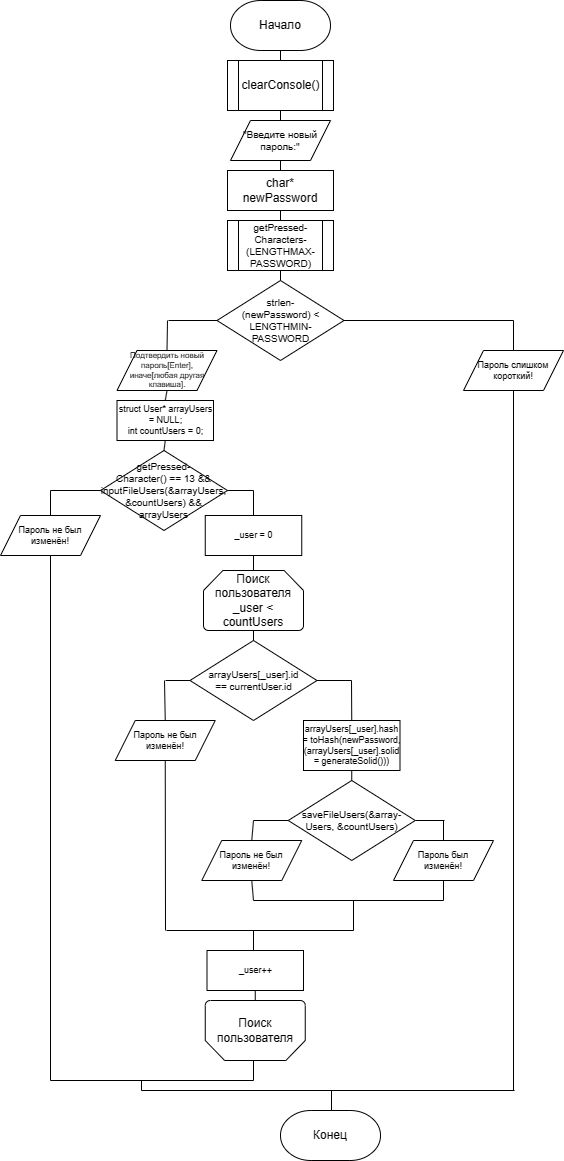 Начало
clearConsole()
"Введите новый
пароль:"
char*
newPassword
getPressed-
Characters-
(LENGTHMAX-
PASSWORD)
strlen-
(newPassword) <
LENGTHMIN-
PASSWORD
Подтвердить новый
пароль[Enter],
иначе[любая другая
клавиша].
Пароль слишком
короткий!
struct User* arrayUsers
= NULL;
int countUsers = 0;
getPressed-
Character() == 13 &&
inputFileUsers(&arrayUsers,
&countUsers) &&
arrayUsers
Пароль не был
изменён!
_user = 0
Поиск
пользователя
_user <
countUsers
arrayUsers[_user].id
== currentUser.id
Пароль не был
изменён!
arrayUsers[_user].hash
= toHash(newPassword,
(arrayUsers[_user].solid
= generateSolid()))
saveFileUsers(&array-
Users, &countUsers)
Пароль не был
изменён!
Пароль был
изменён!
_user++
Поиск
пользователя
Конец